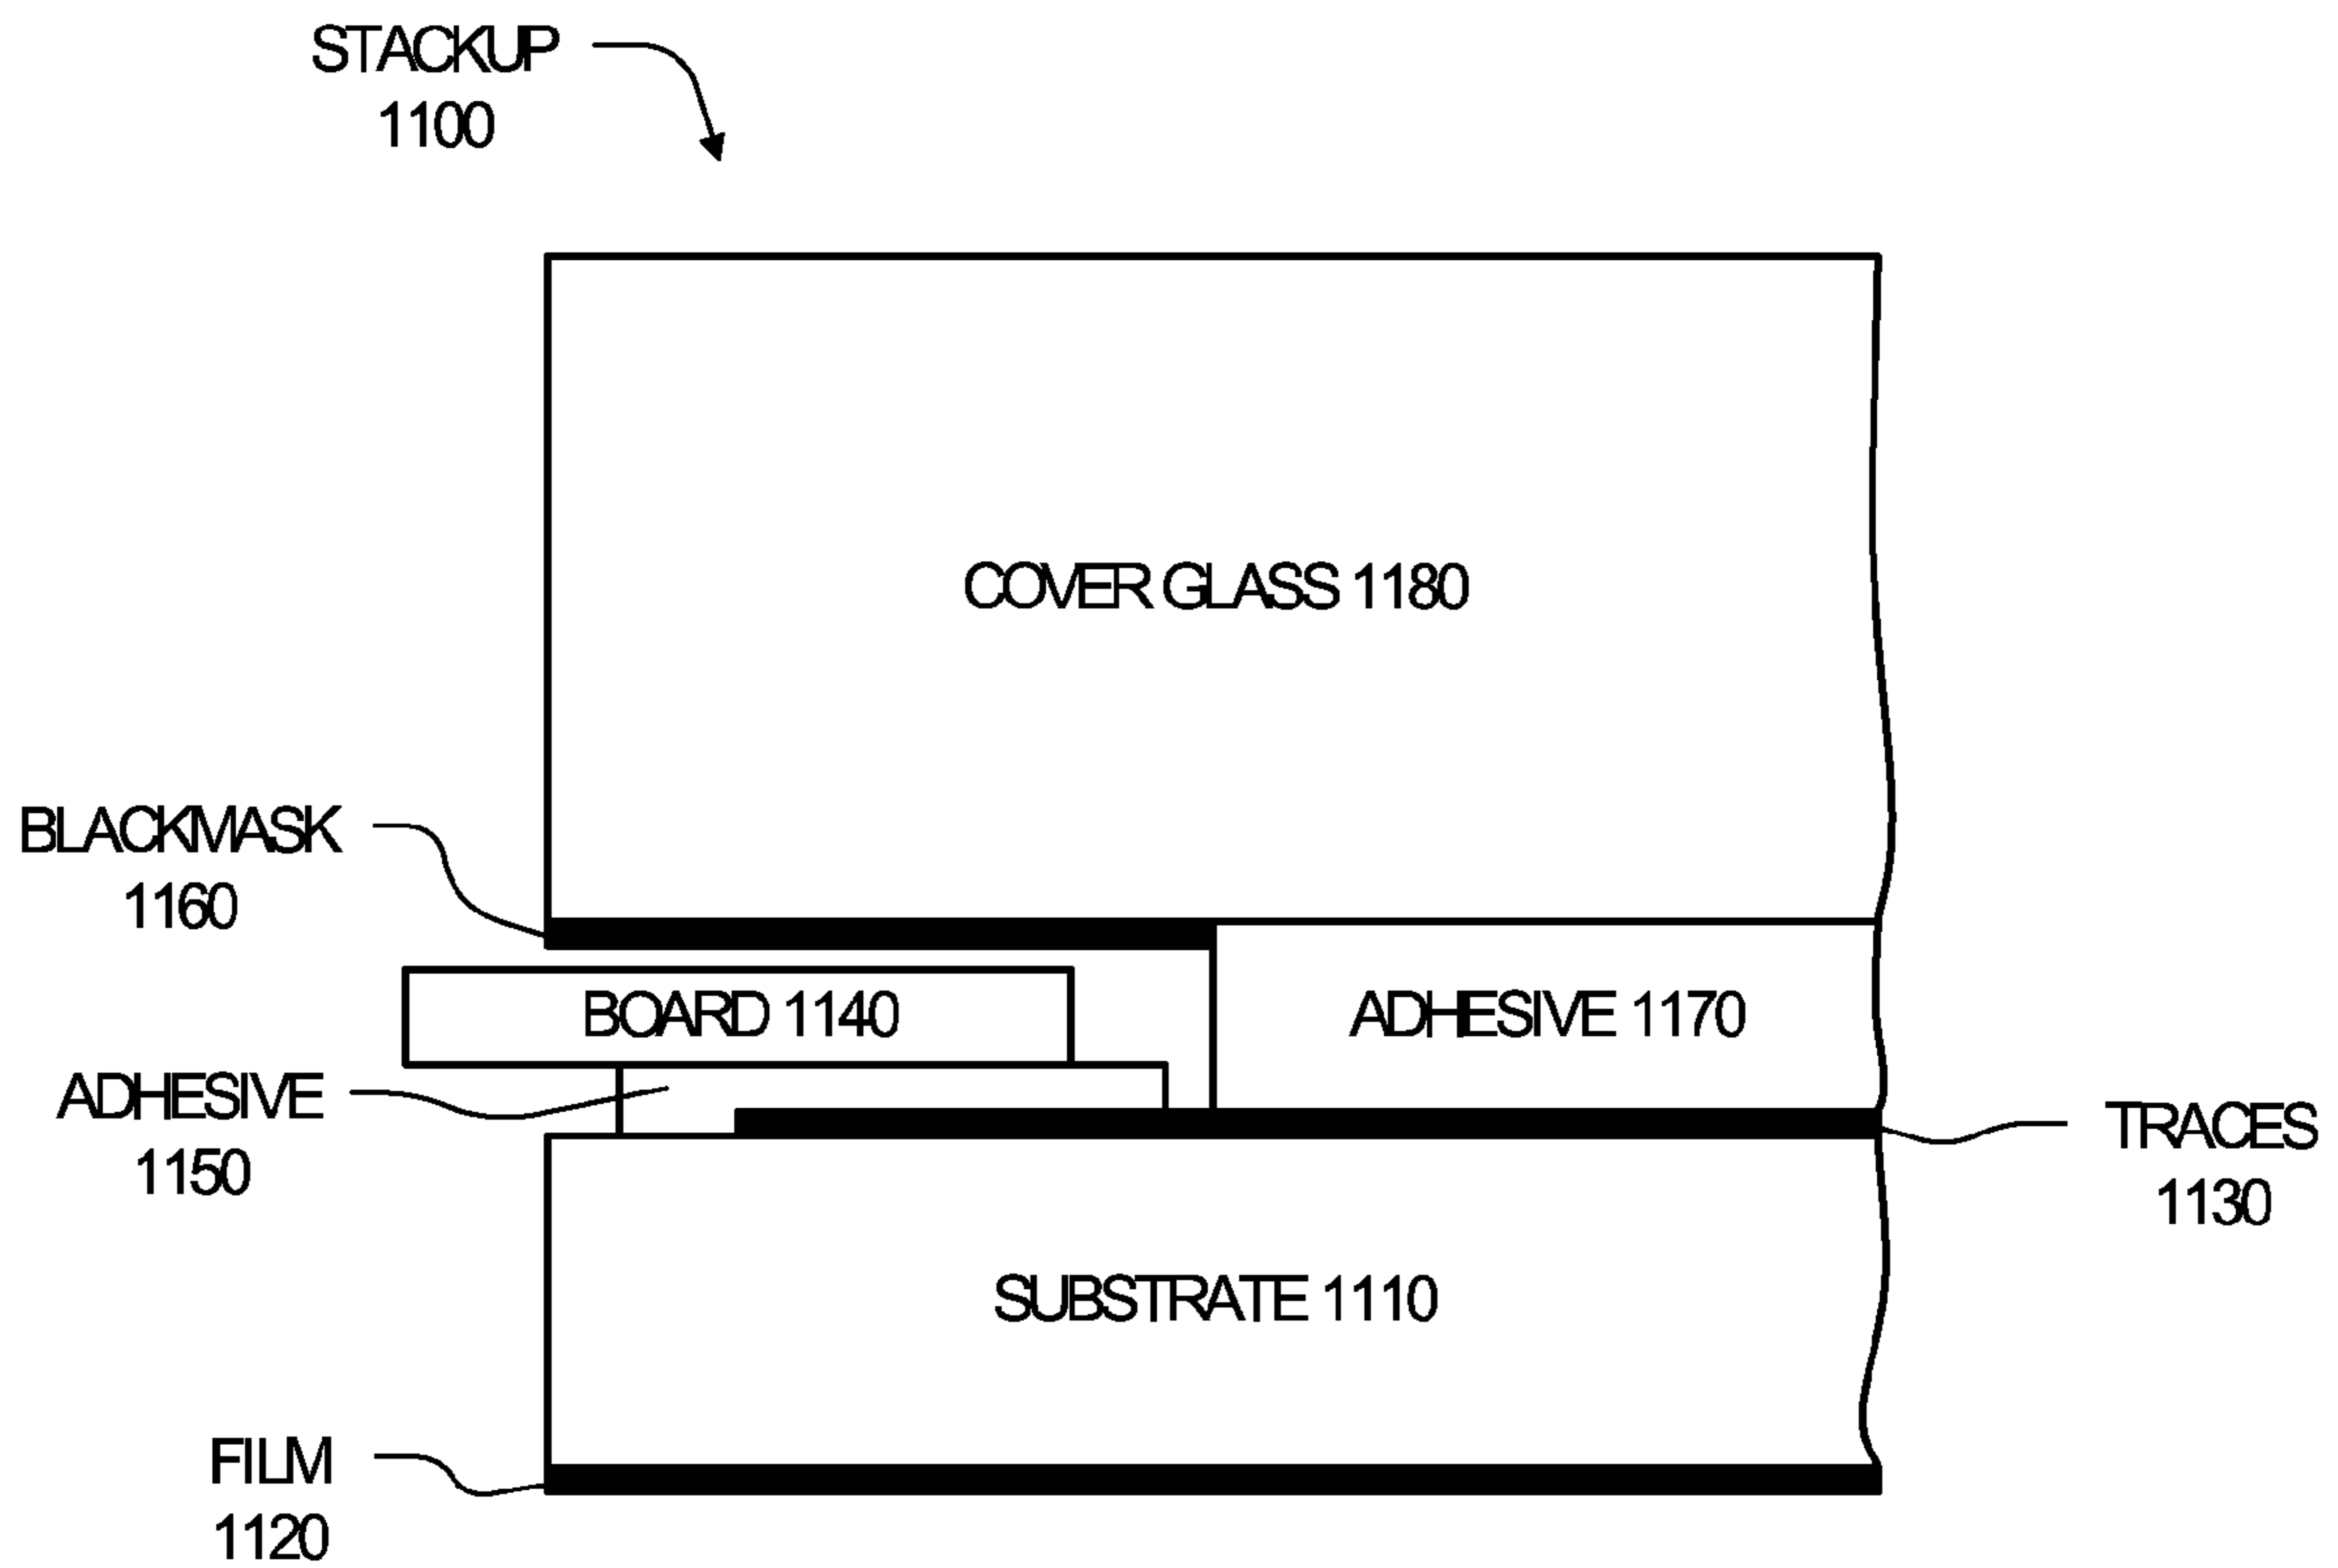 STACKUP
1100
COVER GLASS 1180
BLACKMASK
1160
BOARD 1140
ADHESIVE 1170
ADHESIVE
1150
TRACES
1130
SUBSTRATE 1110
FILM
1120